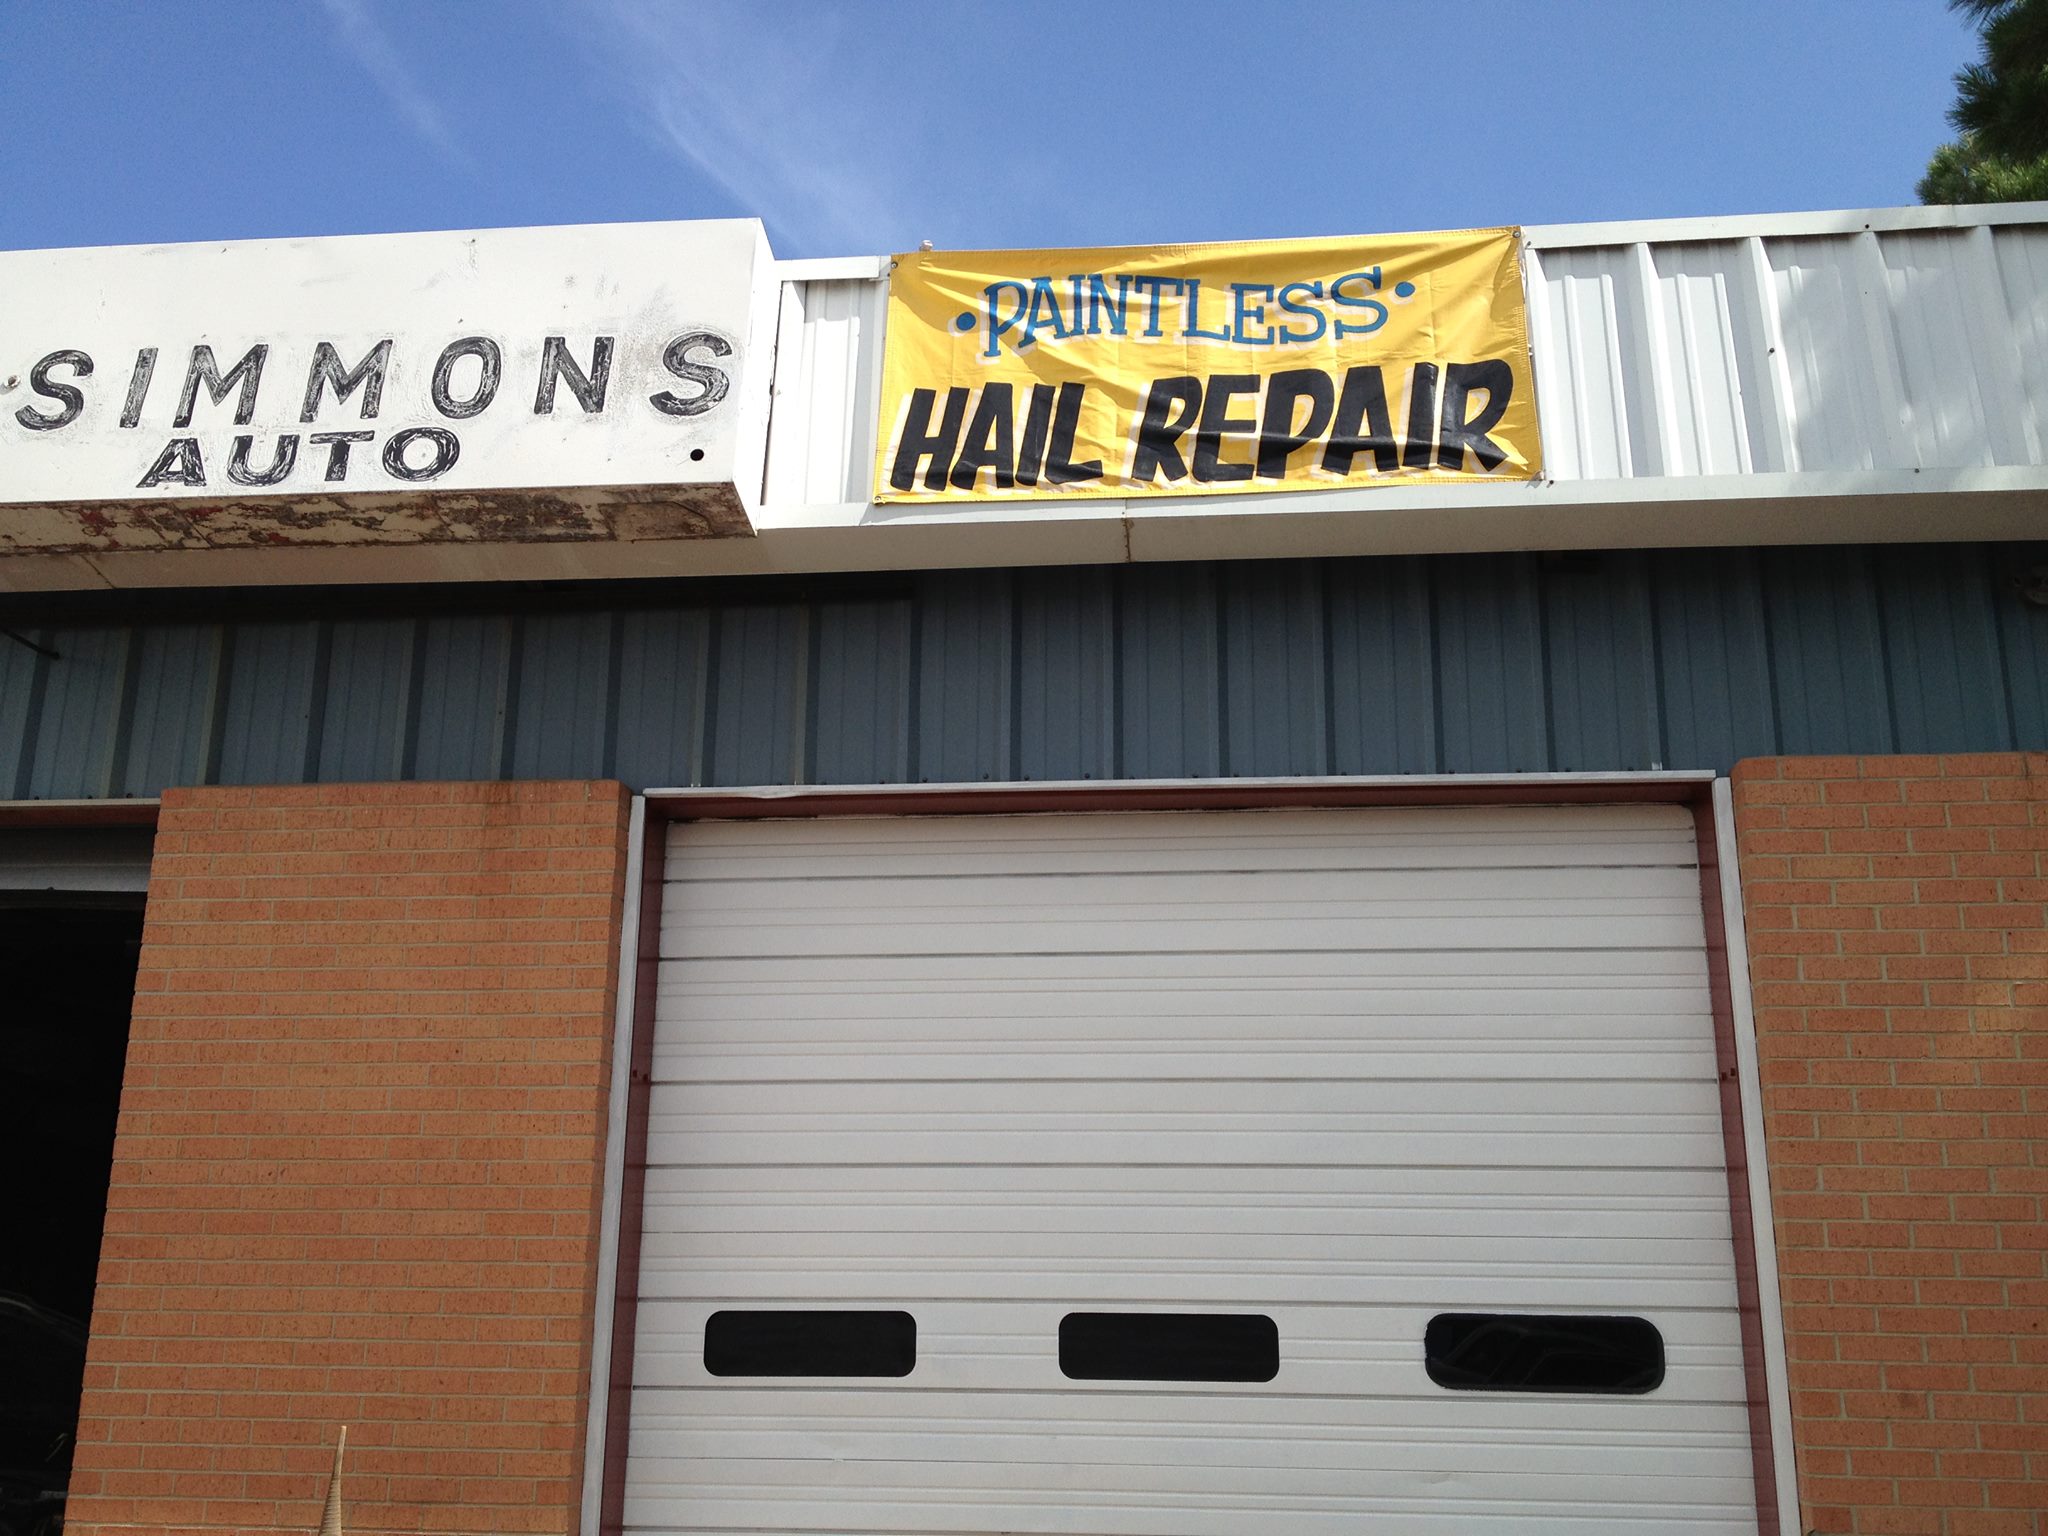 SIMMONS
AUTO
• PAINTLESS •
HAIL REPAIR